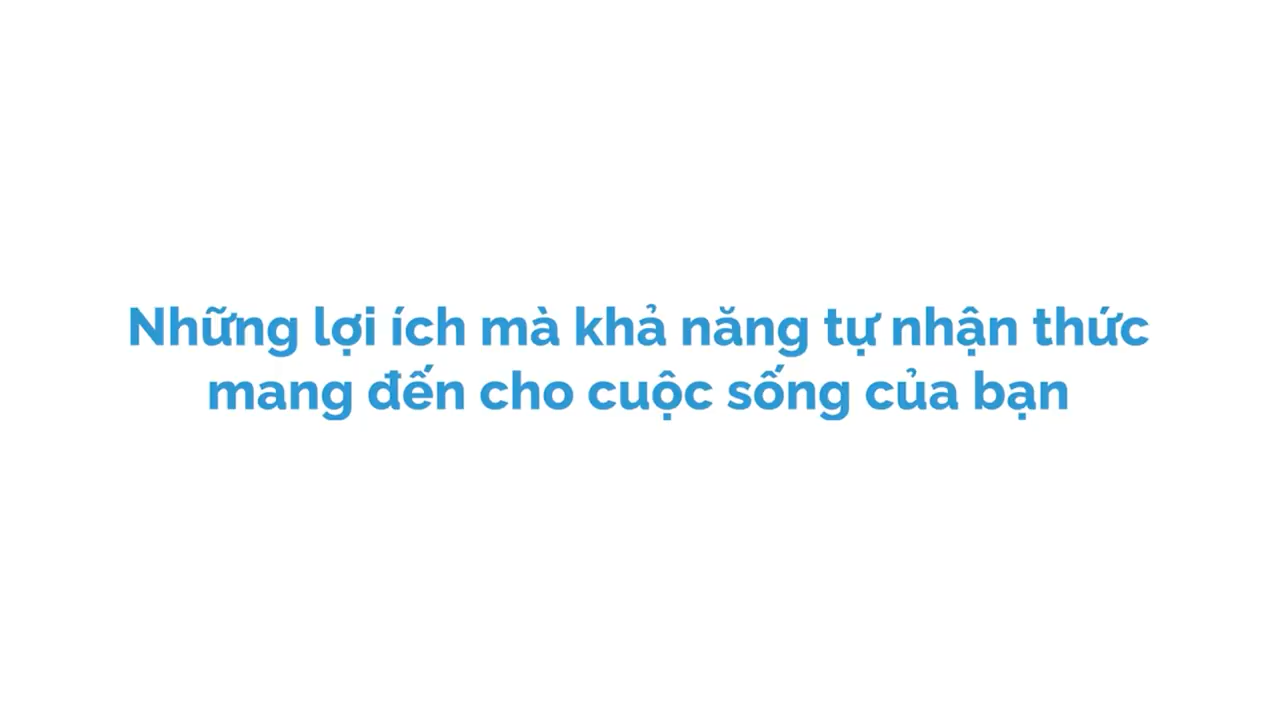 Những lợi ích mà khả năng tự nhận thức
mang đến cho cuộc sống của bạn